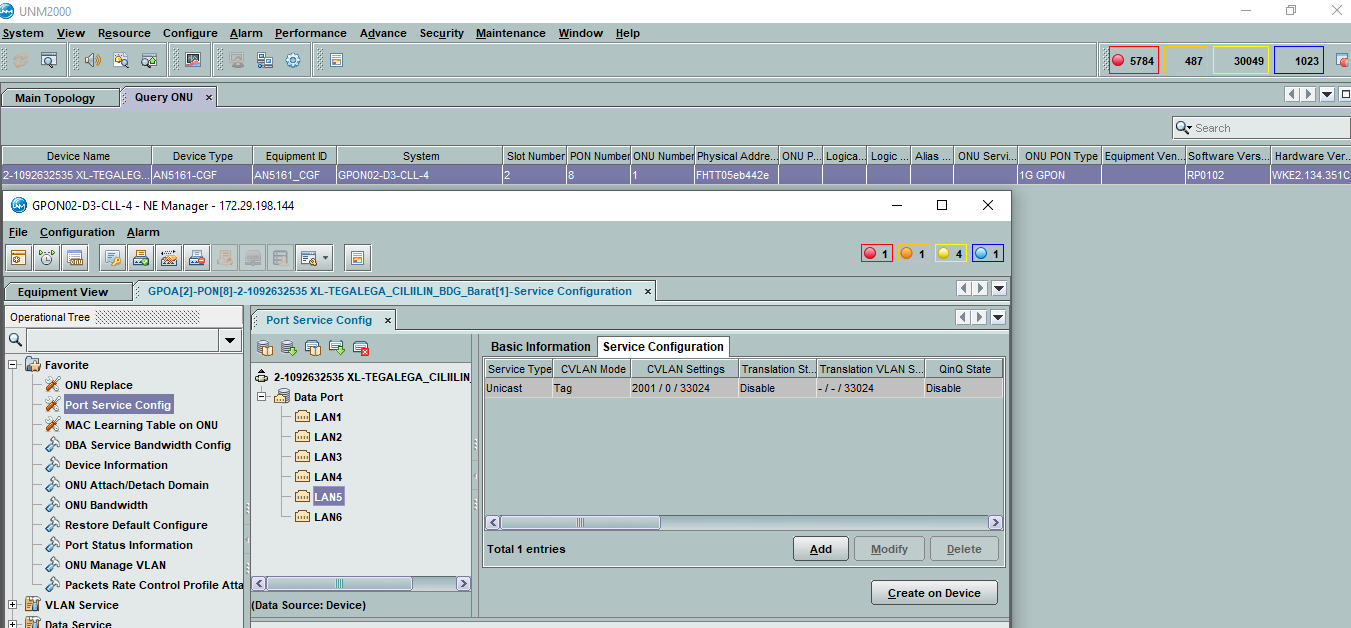 UNM2000
System View Resource Configure Alarm Performance Advance Security Maintenance Window Help
5784 487 30049 1023
Main Topology Query ONU
Search
Device Name Device Type Equipment ID System Slot Number PON Number ONU Number Physical Addre... ONU P... Logica... Logic ... Alias ... ONU Servi... ONU PON Type Equipment Ven... Software Vers... Hardware Ver...
2-1092632535 XL-TEGALEG... AN5161-CGF AN5161_CGF GPON02-D3-CLL-4 2 8 1 FHTT05eb442e 1G GPON RP0102 WKE2.134.351C
GPON02-D3-CLL-4 - NE Manager - 172.29.198.144
File Configuration Alarm
1 1 4 1
Equipment View GPOA[2]-PON[8]-2-1092632535 XL-TEGALEGA_CILIILIN_BDG_Barat[1]-Service Configuration
Operational Tree
Favorite
ONU Replace
Port Service Config
MAC Learning Table on ONU
DBA Service Bandwidth Config
Device Information
ONU Attach/Detach Domain
ONU Bandwidth
Restore Default Configure
Port Status Information
ONU Manage VLAN
Packets Rate Control Profile Atta
VLAN Service
Data Service
Port Service Config
2-1092632535 XL-TEGALEGA_CILIILIN_
Data Port
LAN1
LAN2
LAN3
LAN4
LAN5
LAN6
(Data Source: Device)
Basic Information Service Configuration
Service Type CVLAN Mode CVLAN Settings Translation St... Translation VLAN S... QinQ State
Unicast Tag 2001 / 0 / 33024 Disable - / - / 33024 Disable
Total 1 entries
Add Modify Delete
Create on Device